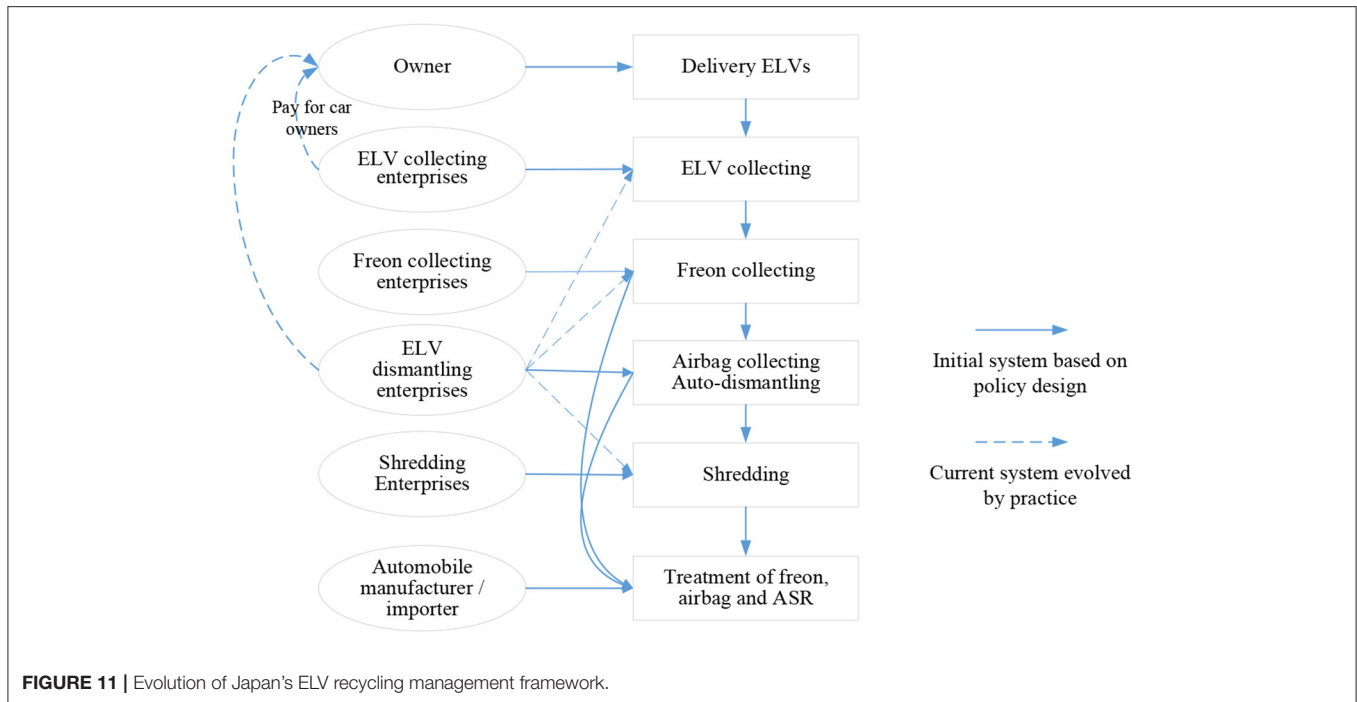 Owner
Delivery ELVs
Pay for car
owners
ELV collecting
enterprises
ELV collecting
Freon collecting
enterprises
Freon collecting
ELV
dismantling
enterprises
Airbag collecting
Auto-dismantling
Shredding
Enterprises
Shredding
Automobile
manufacturer /
importer
Treatment of freon,
airbag and ASR
Initial system based on
policy design
Current system evolved
by practice
FIGURE 11 | Evolution of Japan's ELV recycling management framework.